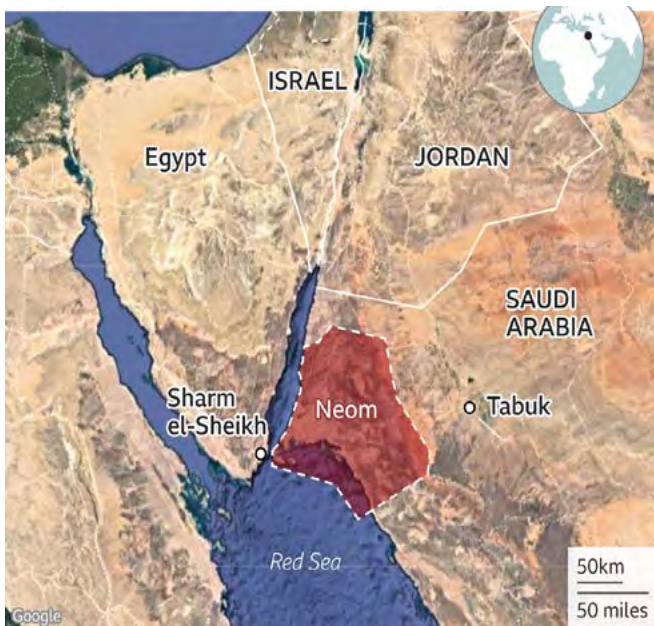 ISRAEL
Egypt
JORDAN
SAUDI
ARABIA
Sharm
el-Sheikh
Neom
Tabuk
Red Sea
50km
50 miles
Google